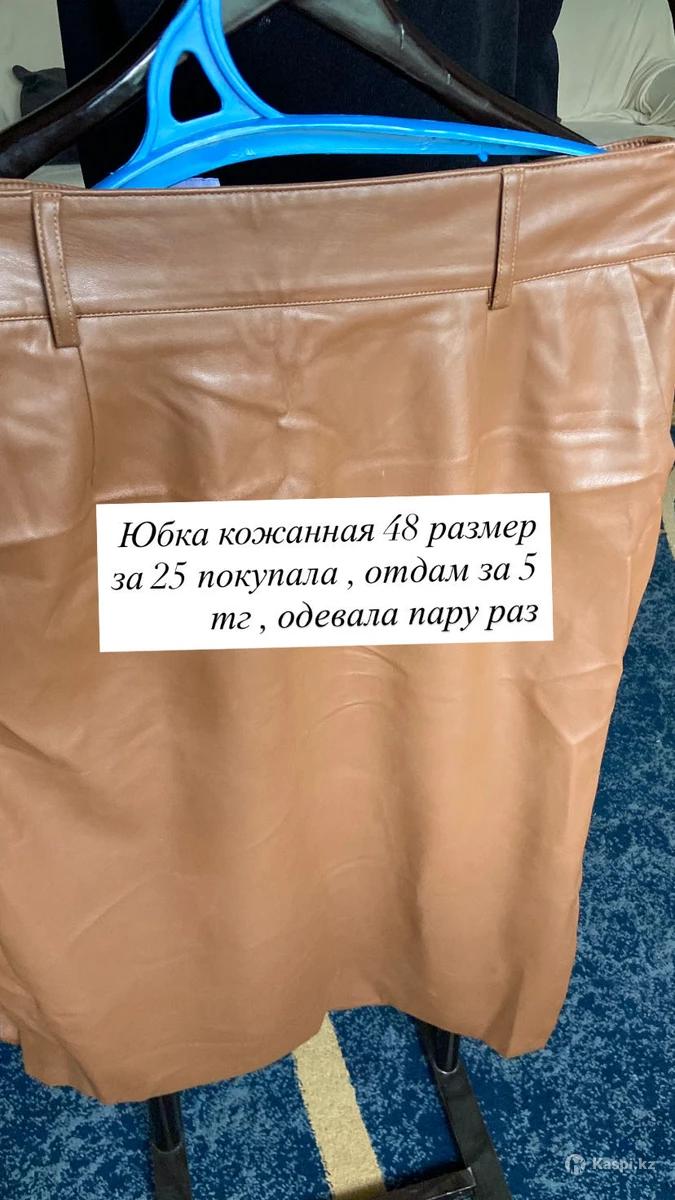 Юбка кожанная 48 размер
за 25 покупала , отдам за 5
тг , одевала пару раз
Kaspi.kz